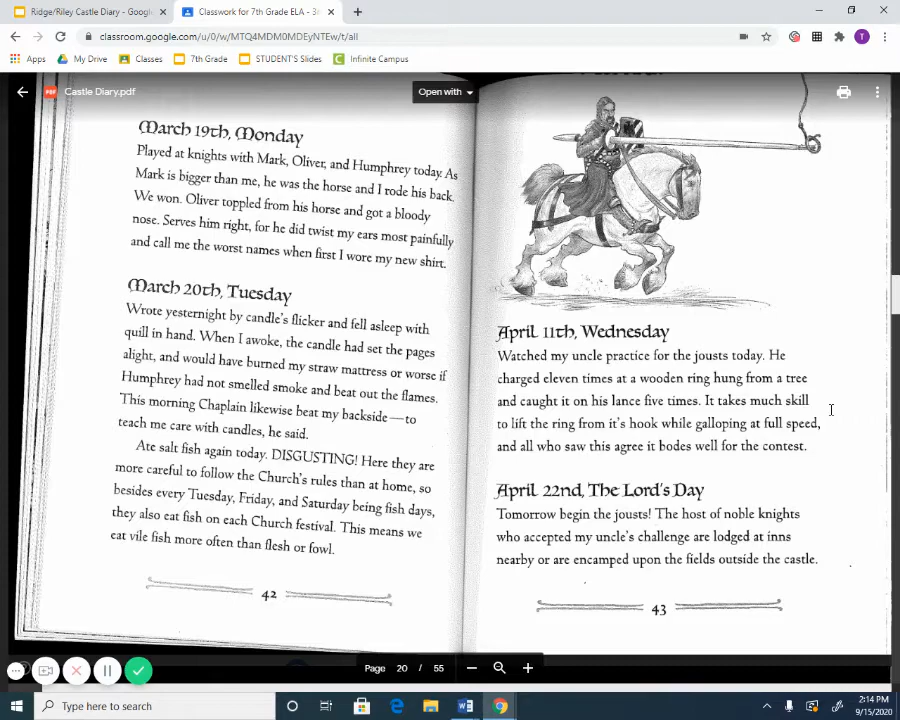 Ridge/Riley Castle Diary
Classwork for 7th Grade ELA - 3r
classroom.google.com/u/0/w/MTQ4MDM0MDEyNTEw/t/all
Apps My Drive Classes 7th Grade STUDENT'S Slides Infinite Campus
Castle Diary.pdf
Open with
March 19th, Monday
Played at knights with Mark, Oliver, and Humphrey today. As
Mark is bigger than me, he was the horse and I rode his back.
We won. Oliver toppled from his horse and got a bloody
nose. Serves him right, for he did twist my ears most painfully
and call me the worst names when first I wore my new shirt.
March 20th, Tuesday
Wrote yesternight by candle's flicker and fell asleep with
quill in hand. When I awoke, the candle had set the pages
alight, and would have burned my straw mattress or worse if
Humphrey had not smelled smoke and beat out the flames.
This morning Chaplain likewise beat my backside—to
teach me care with candles, he said.
Ate salt fish again today. DISGUSTING! Here they are
more careful to follow the Church's rules than at home, so
besides every Tuesday, Friday, and Saturday being fish days,
they also eat fish on each Church festival. This means we
eat vile fish more often than flesh or fowl.
42
April 11th, Wednesday
Watched my uncle practice for the jousts today. He
charged eleven times at a wooden ring hung from a tree
and caught it on his lance five times. It takes much skill
to lift the ring from it's hook while galloping at full speed,
and all who saw this agree it bodes well for the contest.
April 22nd, The Lord's Day
Tomorrow begin the jousts! The host of noble knights
who accepted my uncle's challenge are lodged at inns
nearby or are encamped upon the fields outside the castle.
43
Page 20 / 55
Type here to search
2:14 PM
9/15/2020